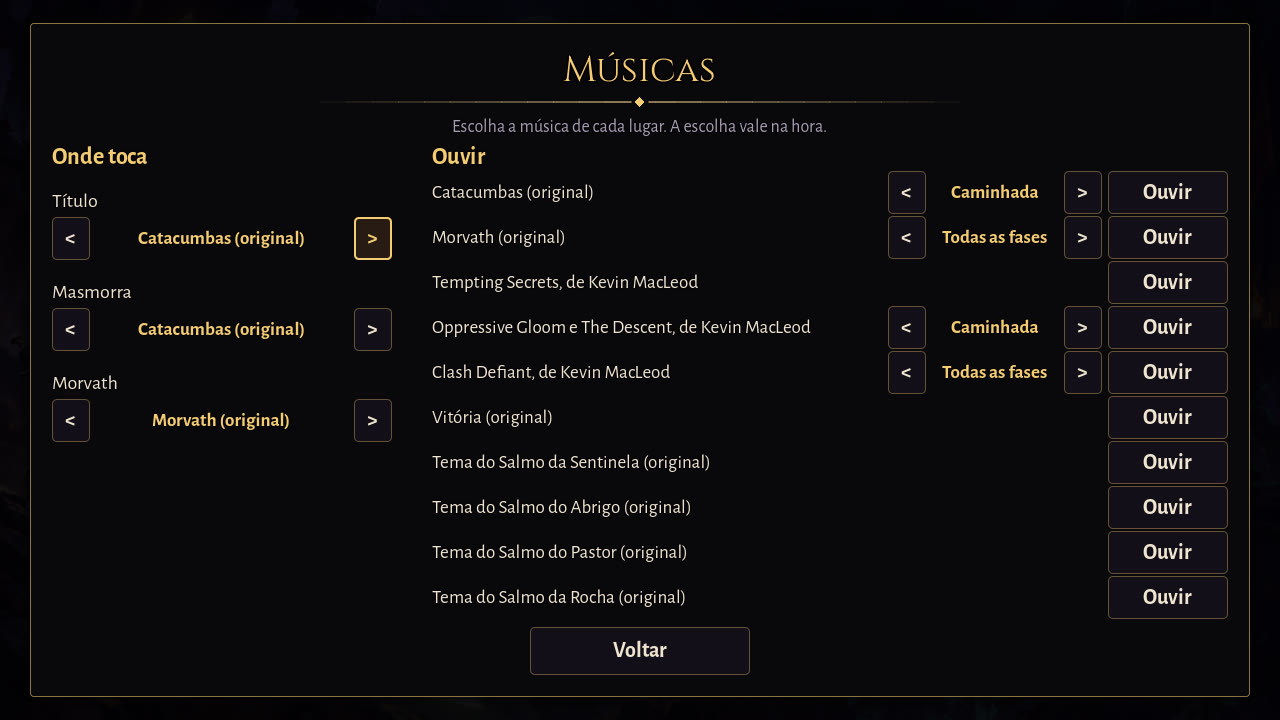 Músicas
Escolha a música de cada lugar. A escolha vale na hora.
Onde toca
Título
< Catacumbas (original) >
Masmorra
< Catacumbas (original) >
Morvath
< Morvath (original) >
Ouvir
Catacumbas (original) < Caminhada > Ouvir
Morvath (original) < Todas as fases > Ouvir
Tempting Secrets, de Kevin MacLeod Ouvir
Oppressive Gloom e The Descent, de Kevin MacLeod < Caminhada > Ouvir
Clash Defiant, de Kevin MacLeod < Todas as fases > Ouvir
Vitória (original) Ouvir
Tema do Salmo da Sentinela (original) Ouvir
Tema do Salmo do Abrigo (original) Ouvir
Tema do Salmo do Pastor (original) Ouvir
Tema do Salmo da Rocha (original) Ouvir
Voltar